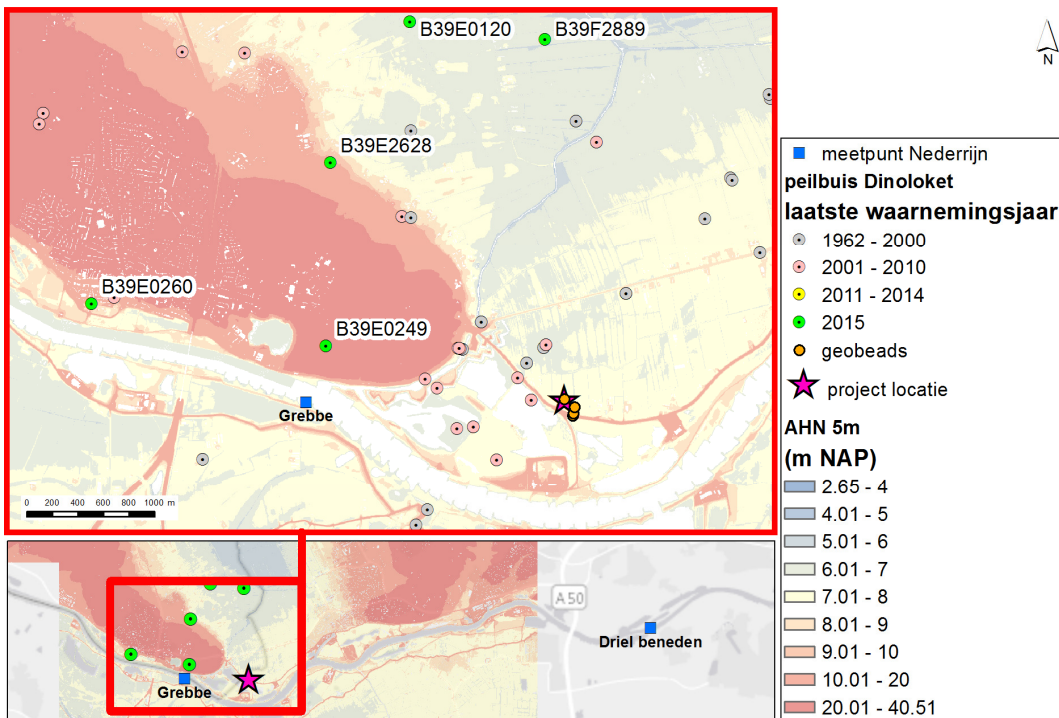 B39E0120
B39F2889
B39E2628
B39E0260
B39E0249
Grebbe
0 200 400 600 800 1000 m
N
meetpunt Nederrijn
peilbuis Dinoloket
laatste waarnemingsjaar
1962 - 2000
2001 - 2010
2011 - 2014
2015
geobeads
project locatie
AHN 5m
(m NAP)
2.65 - 4
4.01 - 5
5.01 - 6
6.01 - 7
7.01 - 8
8.01 - 9
9.01 - 10
10.01 - 20
20.01 - 40.51
A 50
Driel beneden
Grebbe